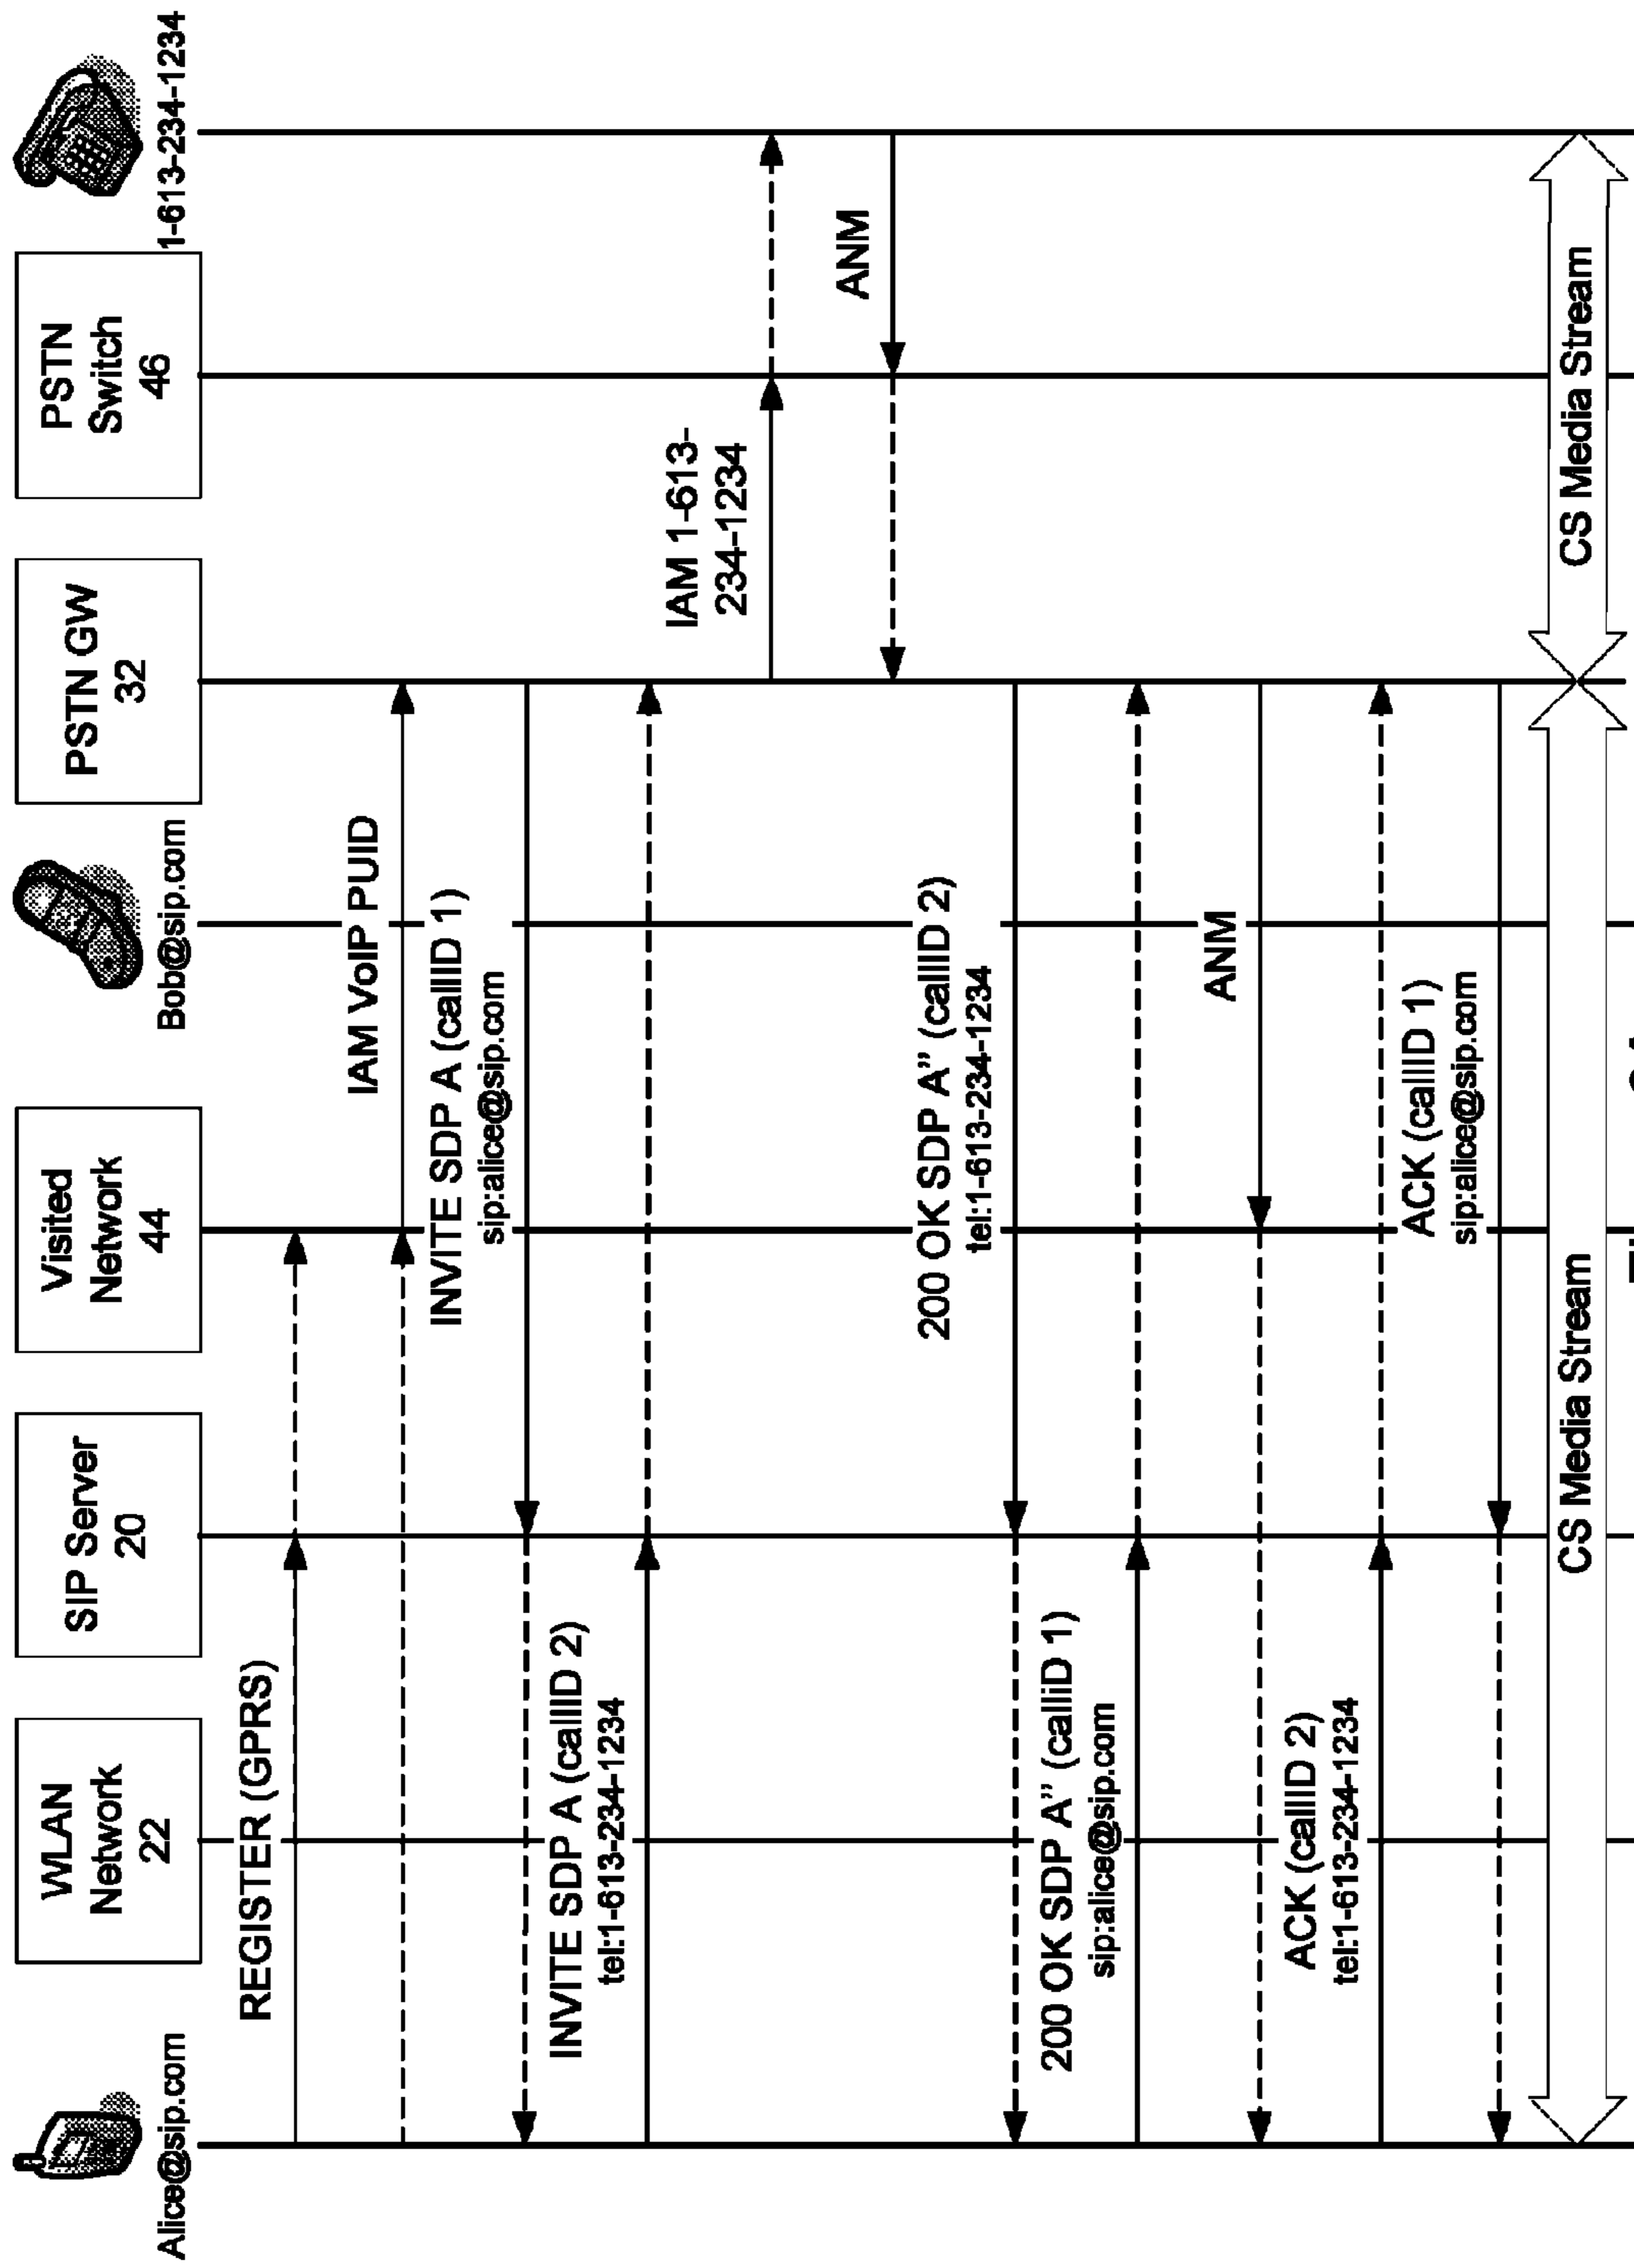 Alice@sip.com
WLAN
Network
22
SIP Server
20
Visited
Network
44
Bob@sip.com
PSTN GW
32
PSTN
Switch
46
1-613-234-1234
REGISTER (GPRS)
IAM VoIP PUID
INVITE SDP A (callID 1)
sip:alice@sip.com
INVITE SDP A (callID 2)
tel:1-613-234-1234
IAM 1-613-
234-1234
ANM
200 OK SDP A” (callID 2)
tel:1-613-234-1234
200 OK SDP A” (calliD 1)
sip:alice@sip.com
ANM
ACK (callID 2)
tel:1-613-234-1234
ACK (callID 1)
sip:alice@sip.com
CS Media Stream
CS Media Stream